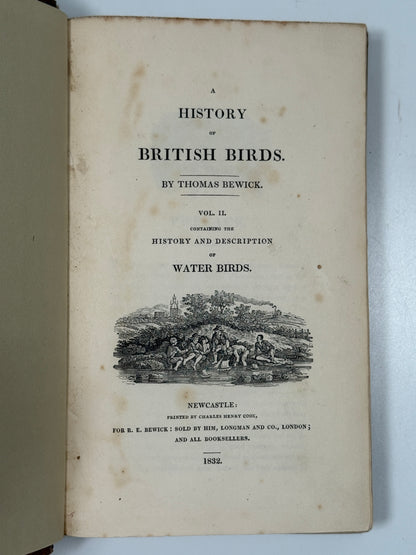 A
HISTORY
OF
BRITISH BIRDS.
BY THOMAS BEWICK.
VOL. II.
CONTAINING THE
HISTORY AND DESCRIPTION
OF
WATER BIRDS.
NEWCASTLE:
PRINTED BY CHARLES HENRY COOK,
FOR R. E. BEWICK: SOLD BY HIM, LONGMAN AND CO., LONDON;
AND ALL BOOKSELLERS.
1832.